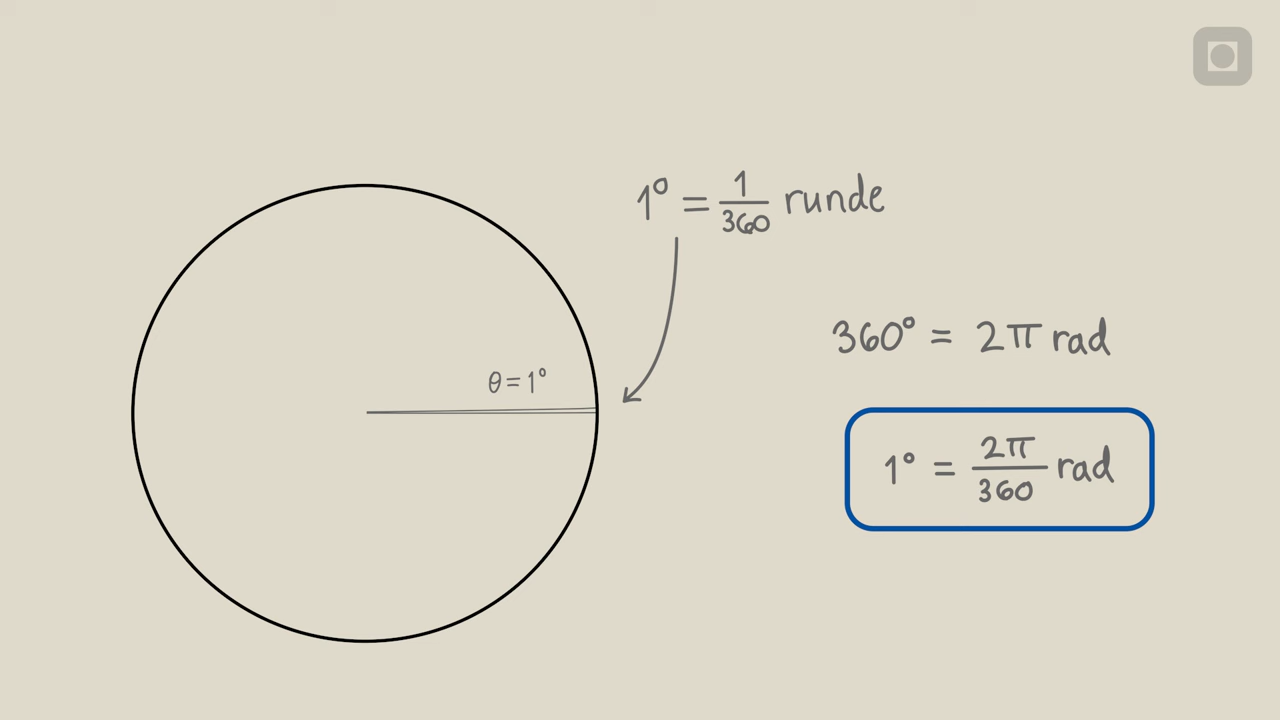 1° = 1/360 runde
θ = 1°
360° = 2π rad
1° = 2π/360 rad